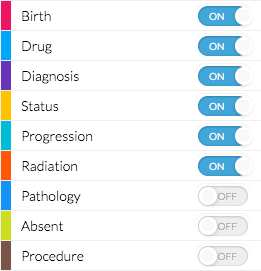 Birth ON
Drug ON
Diagnosis ON
Status ON
Progression ON
Radiation ON
Pathology OFF
Absent OFF
Procedure OFF